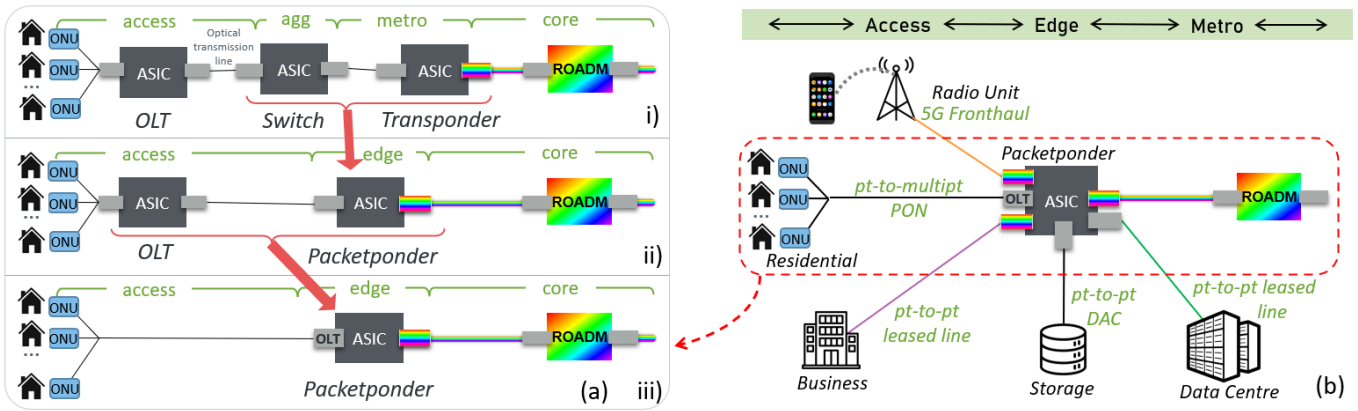 access agg metro core
ONU
ONU
...
ONU
Optical
transmission
line
ASIC ASIC ASIC ROADM
OLT Switch Transponder i)
access edge core
ONU
ONU
...
ONU
ASIC ASIC ROADM
OLT Packetponder ii)
access edge core
ONU
ONU
...
ONU
OLT ASIC ROADM
Packetponder (a) iii)
Access Edge Metro
Radio Unit
5G Fronthaul
Packetponder
ONU
ONU
...
ONU
Residential
pt-to-multipt
PON
OLT ASIC ROADM
pt-to-pt
leased line
pt-to-pt
DAC
pt-to-pt leased
line
Business
Storage
Data Centre
(b)